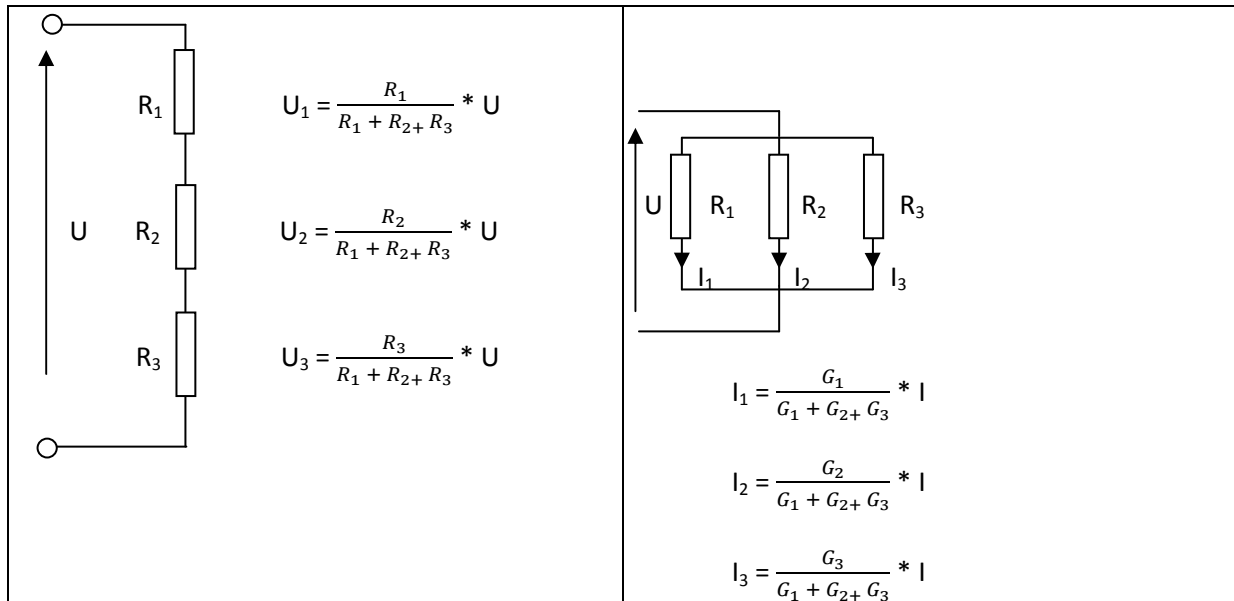 R₁
U₁ = R₁ / (R₁ + R₂₊ R₃) * U
U
R₂
U₂ = R₂ / (R₁ + R₂₊ R₃) * U
R₃
U₃ = R₃ / (R₁ + R₂₊ R₃) * U
U
R₁
R₂
R₃
I₁
I₂
I₃
I₁ = G₁ / (G₁ + G₂₊ G₃) * I
I₂ = G₂ / (G₁ + G₂₊ G₃) * I
I₃ = G₃ / (G₁ + G₂₊ G₃) * I